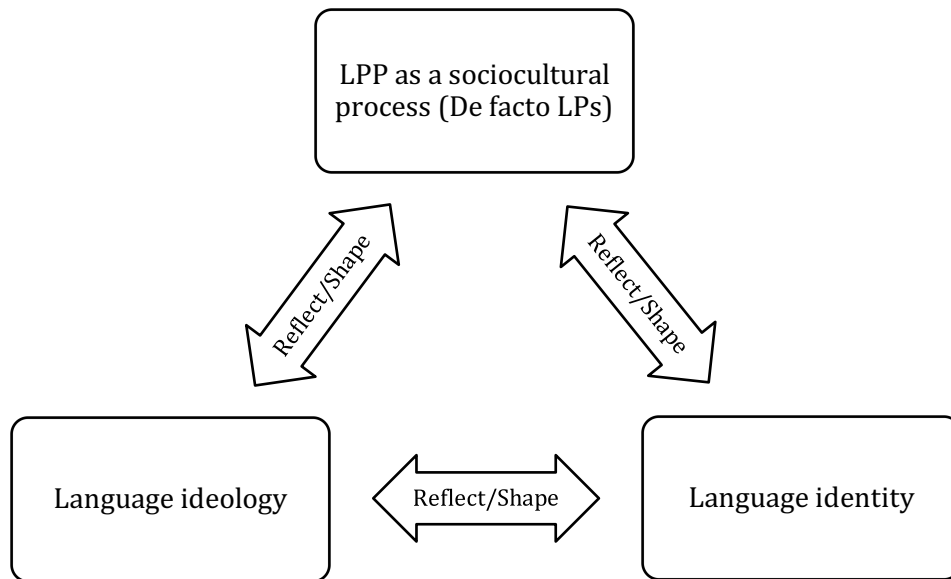 LPP as a sociocultural
process (De facto LPs)
Reflect/Shape
Reflect/Shape
Language ideology
Reflect/Shape
Language identity